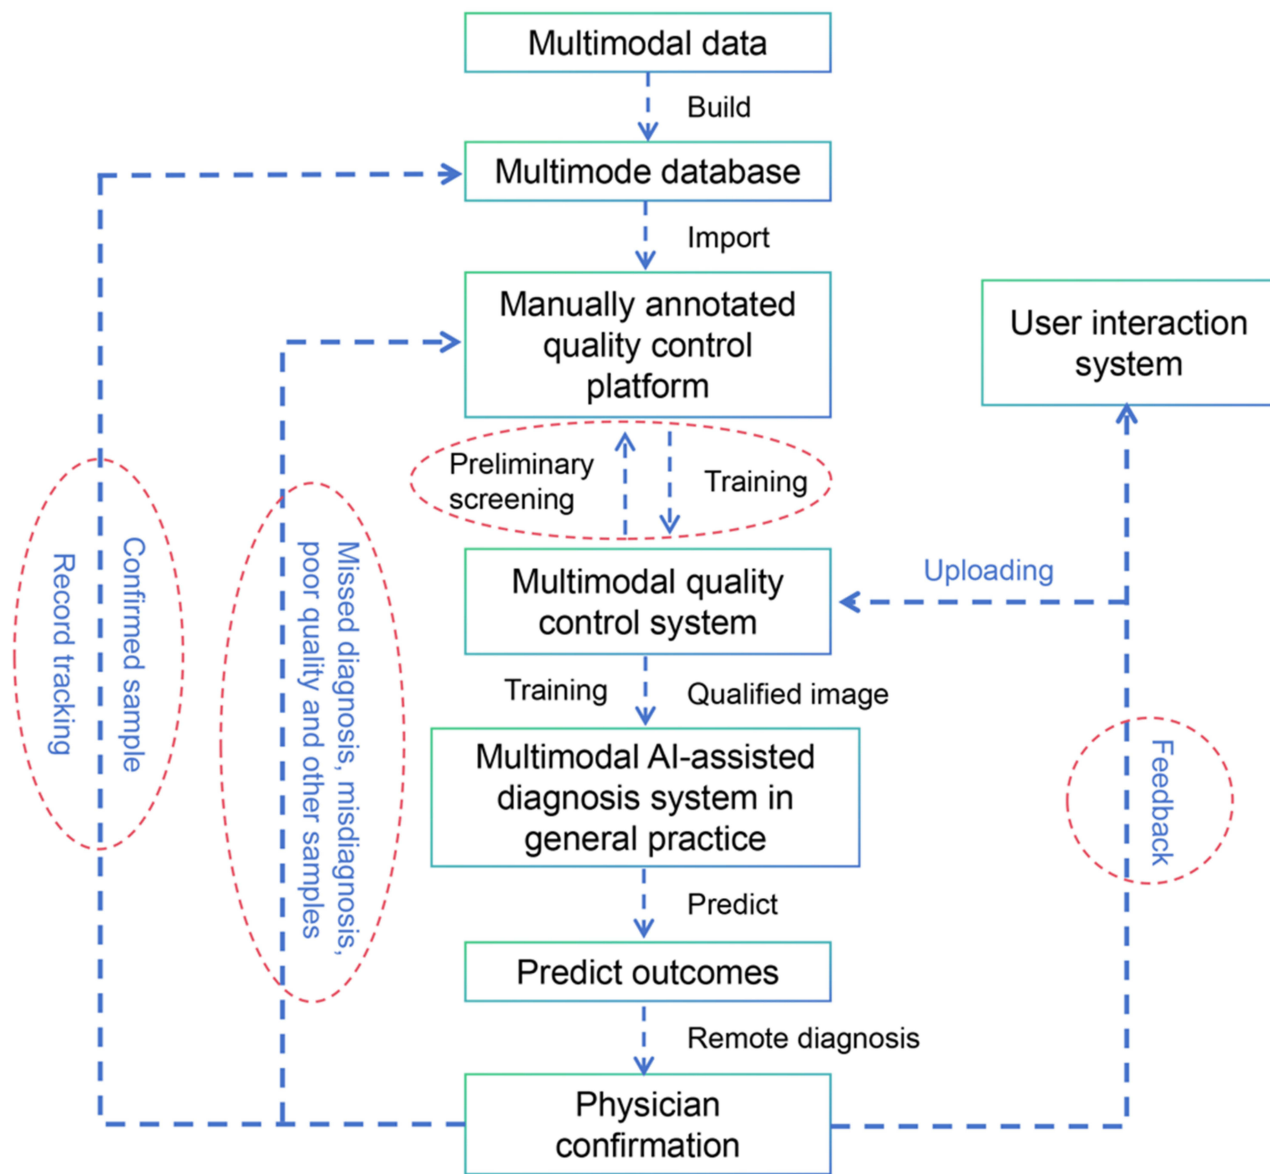 Multimodal data
Build
Multimode database
Import
Manually annotated
quality control
platform
User interaction
system
Preliminary
screening
Training
Multimodal quality
control system
Uploading
Training
Qualified image
Multimodal AI-assisted
diagnosis system in
general practice
Predict
Predict outcomes
Remote diagnosis
Physician
confirmation
Confirmed sample
Record tracking
Missed diagnosis, misdiagnosis,
poor quality and other samples
Feedback